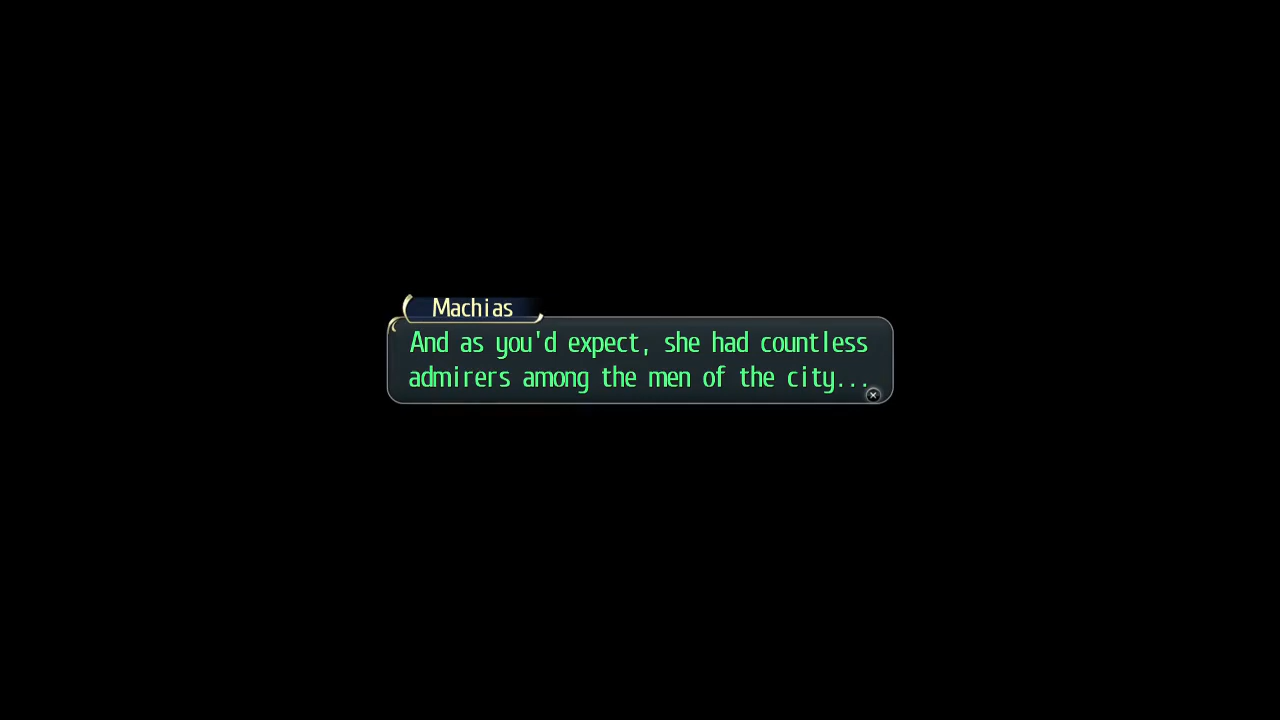 Machias
And as you'd expect, she had countless
admirers among the men of the city...